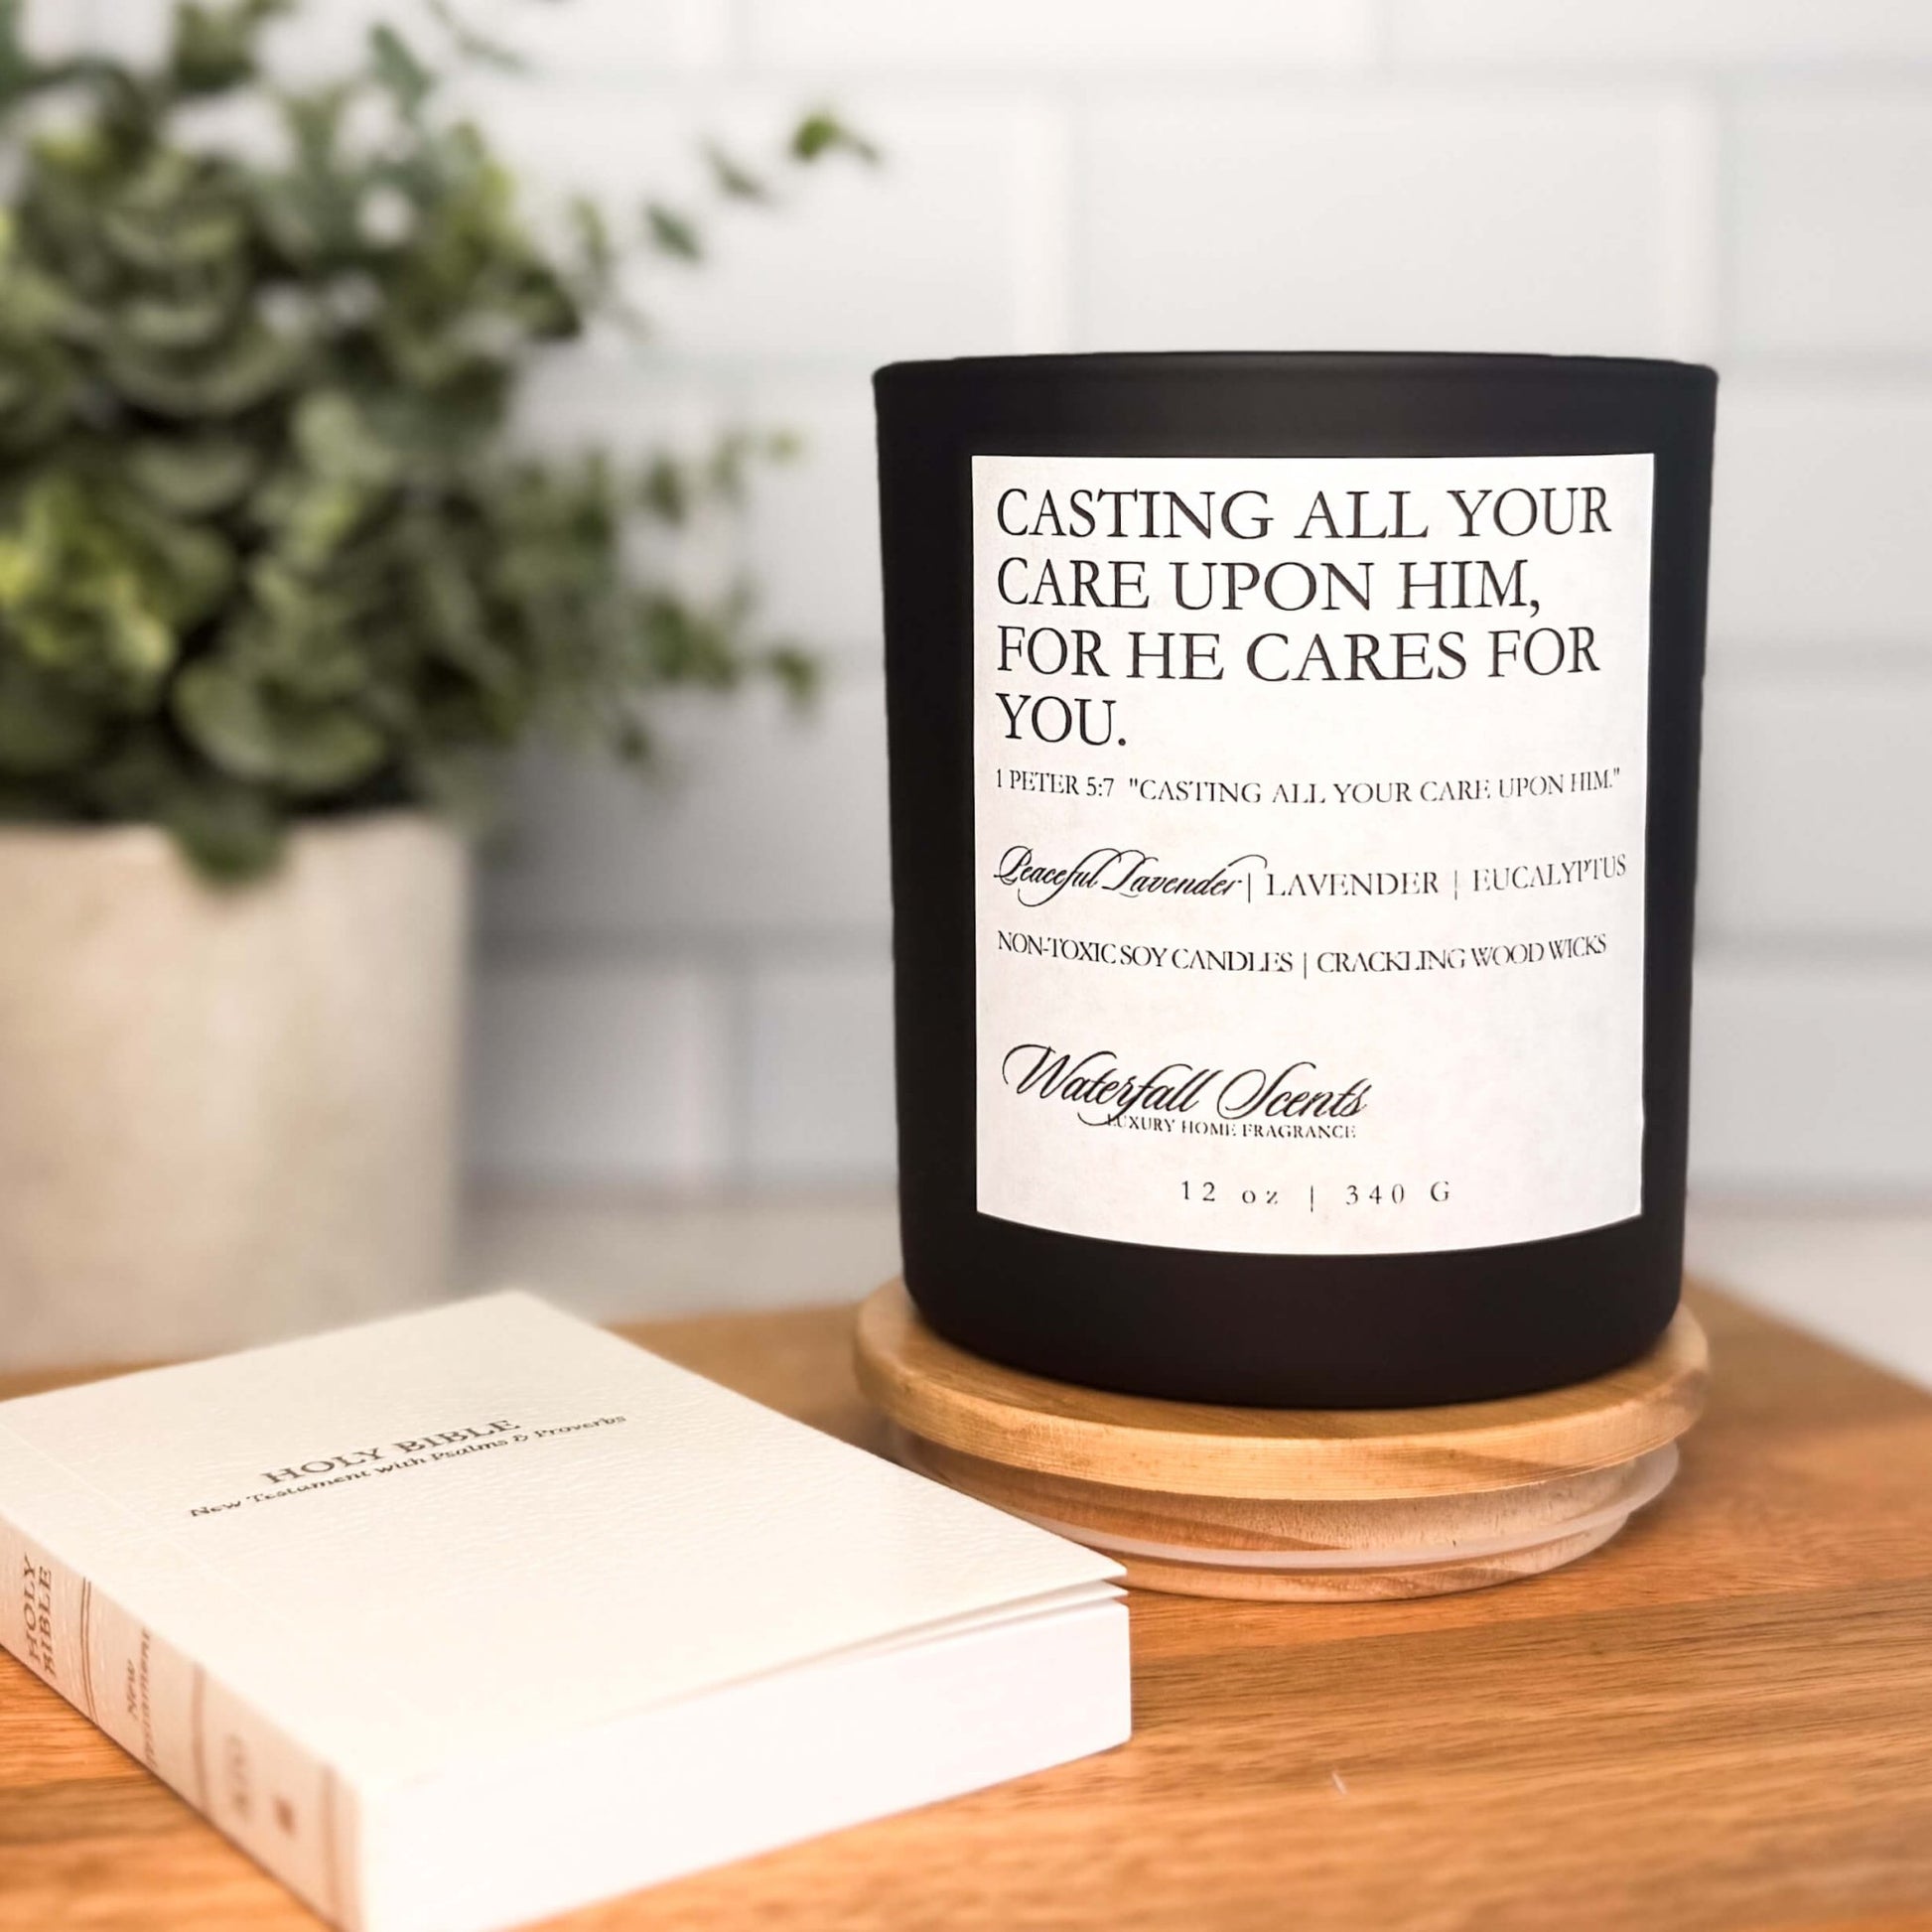 CASTING ALL YOUR
CARE UPON HIM,
FOR HE CARES FOR
YOU.
1 PETER 5:7 "CASTING ALL YOUR CARE UPON HIM."
Peaceful Lavender | LAVENDER | EUCALYPTUS
NON-TOXIC SOY CANDLES | CRACKLING WOOD WICKS
Waterfall Scents
LUXURY HOME FRAGRANCE
12 oz | 340 G
HOLY BIBLE
New Testament with Psalms & Proverbs
HOLY
BIBLE
New
Testament